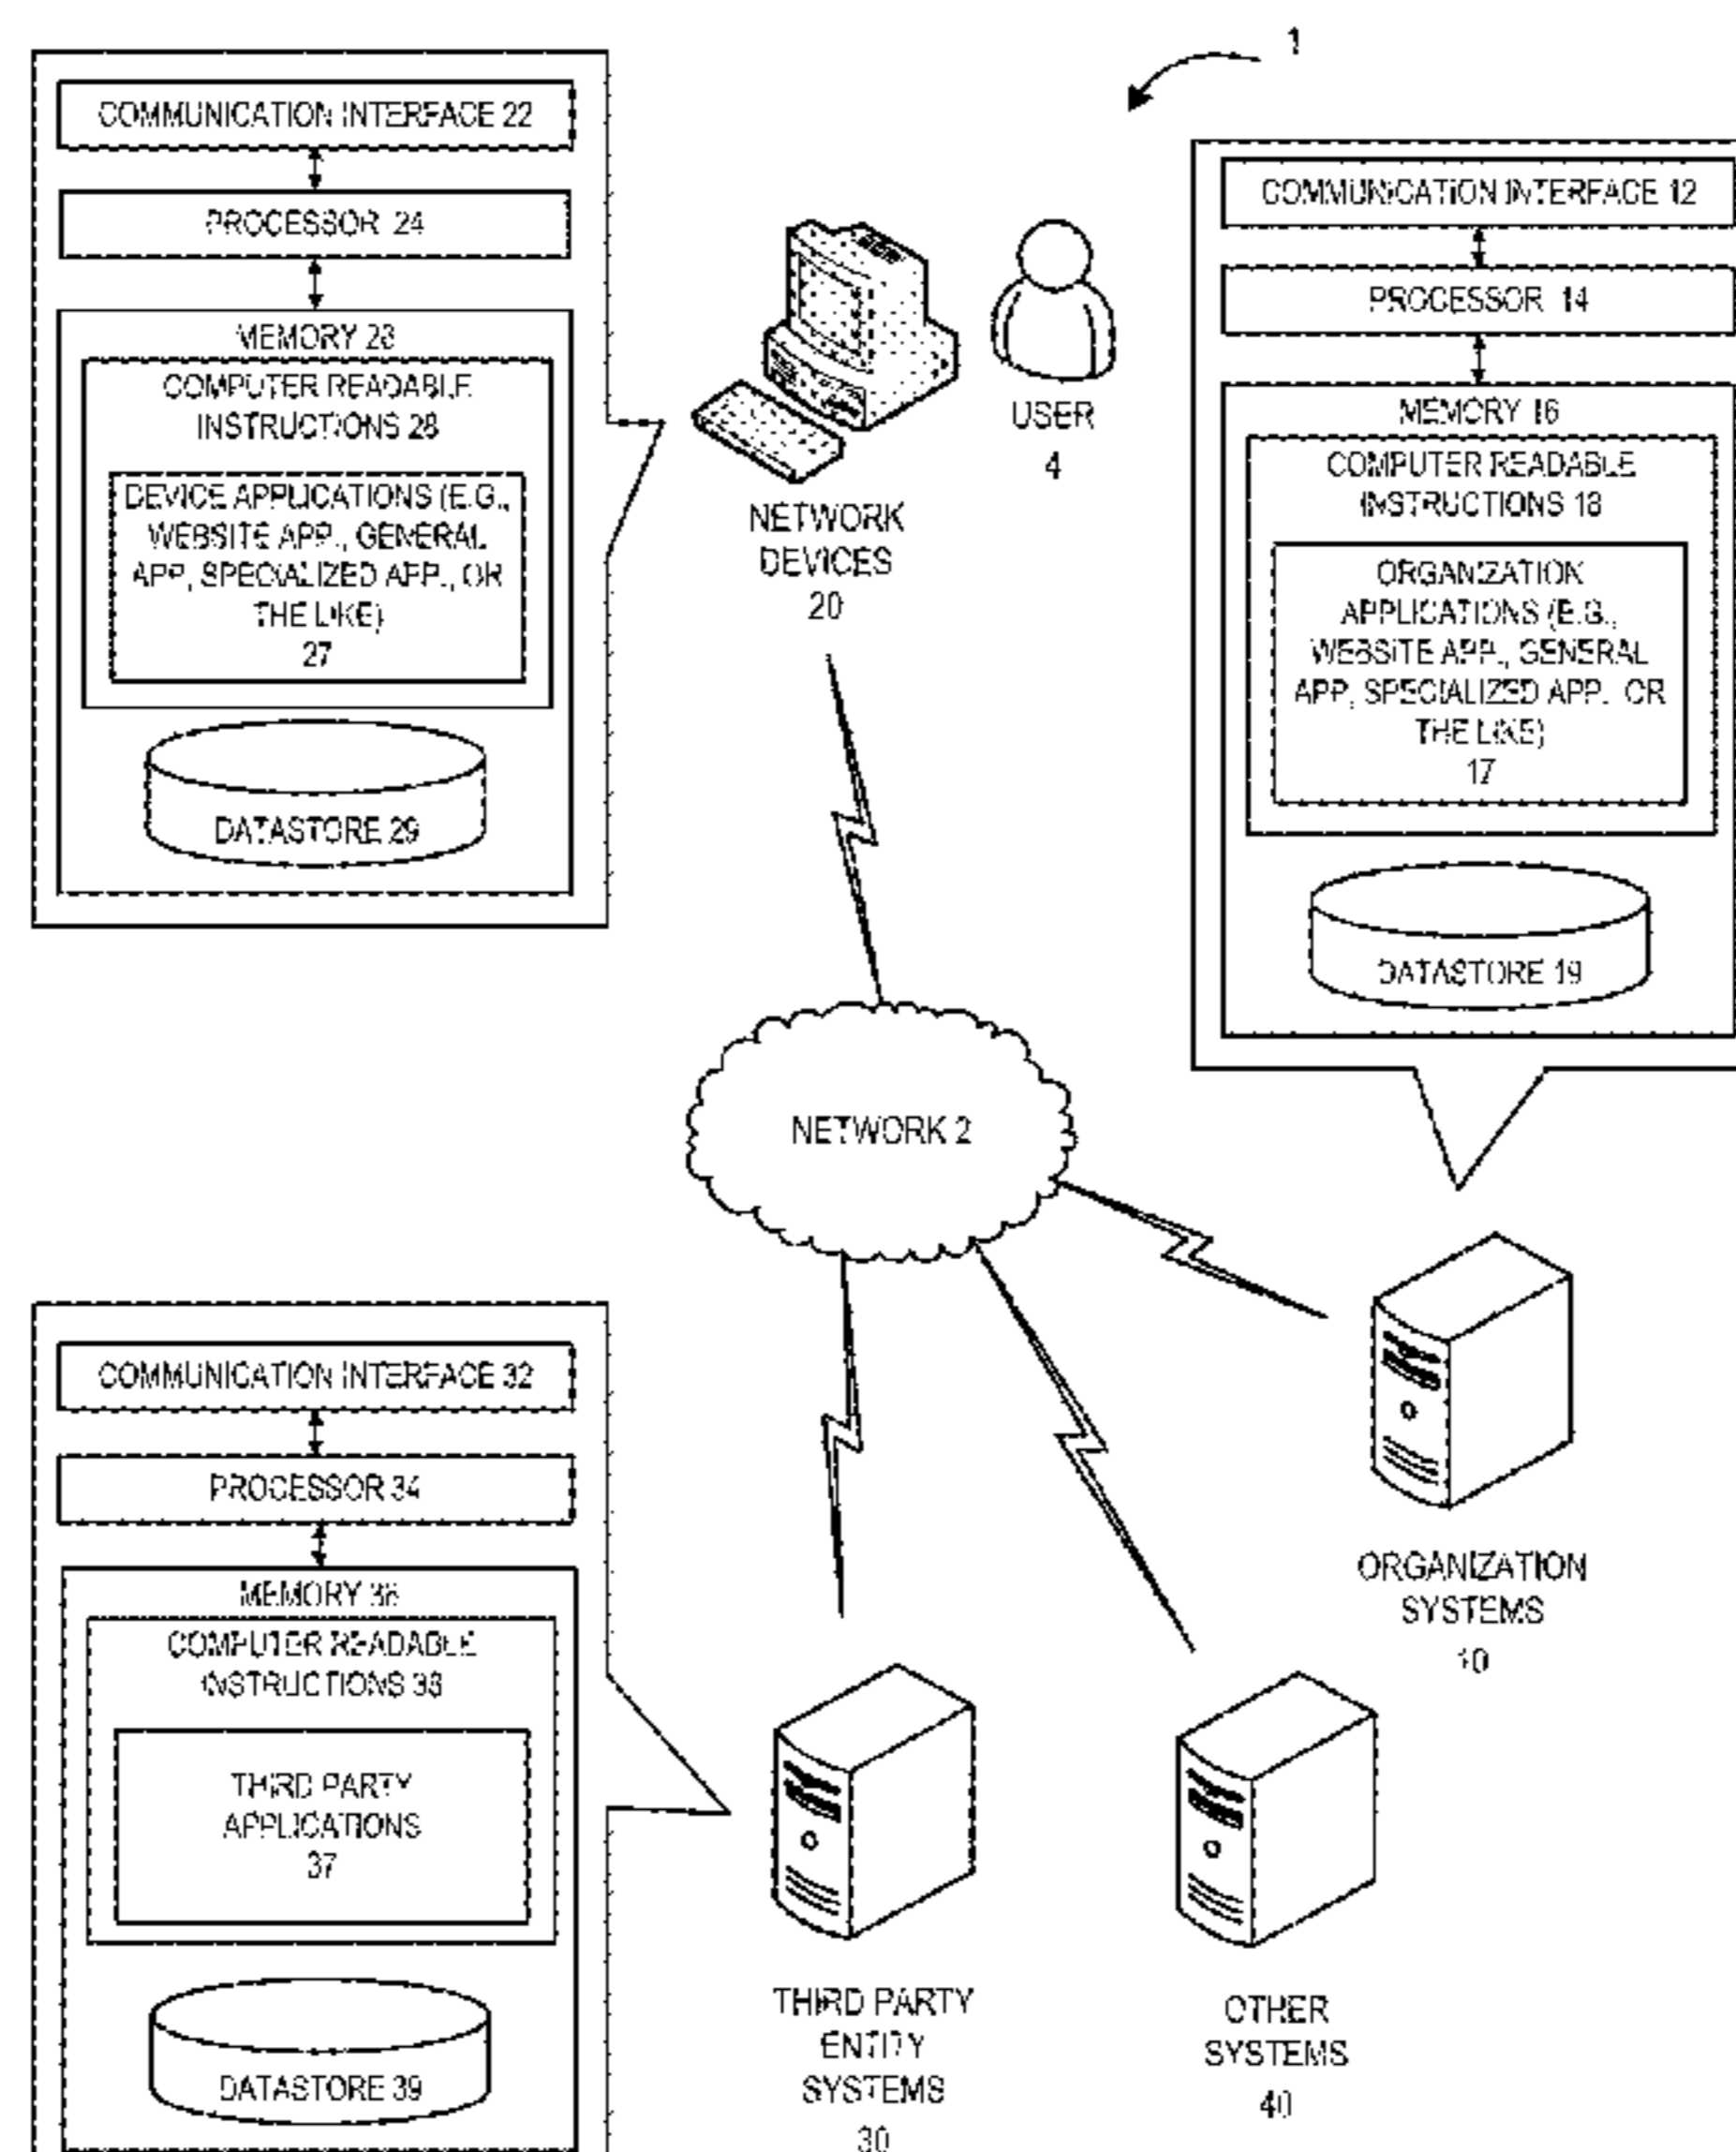 1
COMMUNICATION INTERFACE 22
PROCESSOR 24
MEMORY 26
COMPUTER READABLE
INSTRUCTIONS 28
DEVICE APPLICATIONS (E.G.,
WEBSITE APP., GENERAL
APP, SPECIALIZED APP., OR
THE LIKE)
27
DATASTORE 29
NETWORK
DEVICES
20
USER
4
COMMUNICATION INTERFACE 12
PROCESSOR 14
MEMORY 16
COMPUTER READABLE
INSTRUCTIONS 18
ORGANIZATION
APPLICATIONS (E.G.,
WEBSITE APP., GENERAL
APP, SPECIALIZED APP., OR
THE LIKE)
17
DATASTORE 19
NETWORK 2
ORGANIZATION
SYSTEMS
10
COMMUNICATION INTERFACE 32
PROCESSOR 34
MEMORY 36
COMPUTER READABLE
INSTRUCTIONS 38
THIRD PARTY
APPLICATIONS
37
DATASTORE 39
THIRD PARTY
ENTITY
SYSTEMS
30
OTHER
SYSTEMS
40